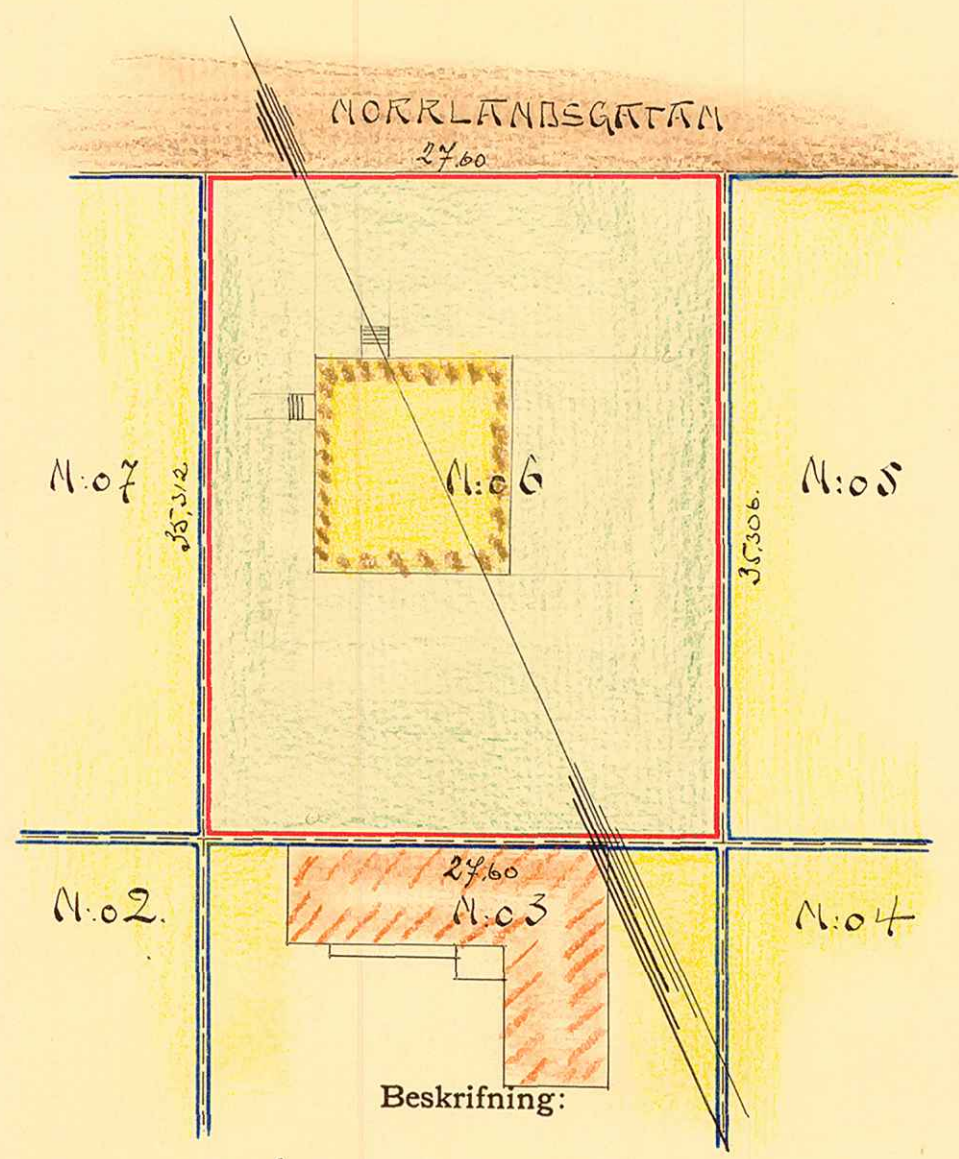 NORRLANDSGATAN
27,60
N:o 7
35,312
N:o 6
35,306.
N:o 5
27,60
N:o 2.
N:o 3
N:o 4
Beskrifning: